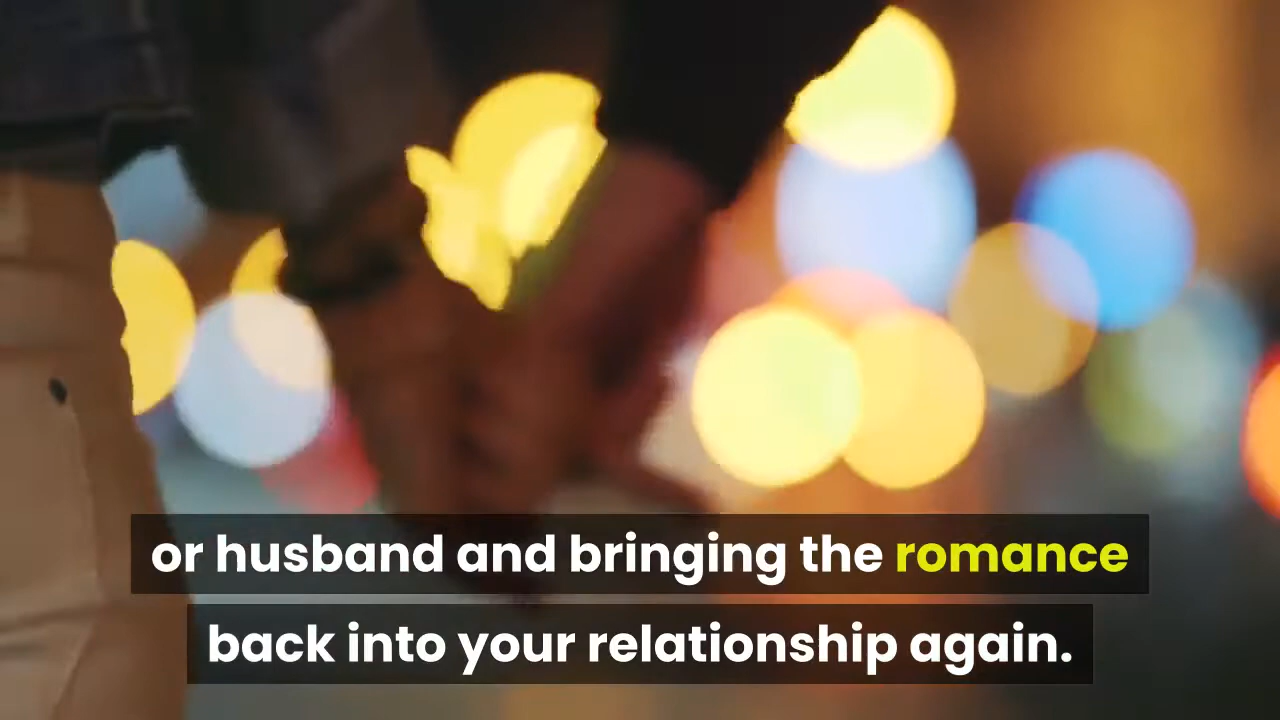 or husband and bringing the romance
back into your relationship again.